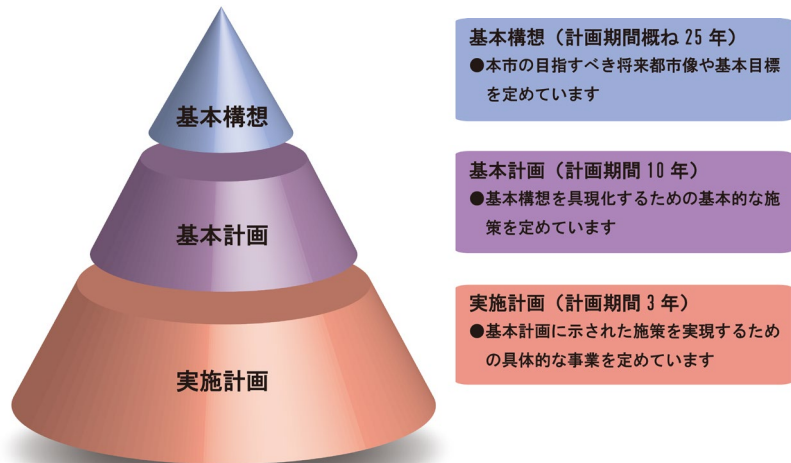 基本構想
基本計画
実施計画
基本構想（計画期間概ね 25 年）
●本市の目指すべき将来都市像や基本目標
を定めています
基本計画（計画期間 10 年）
●基本構想を具現化するための基本的な施
策を定めています
実施計画（計画期間 3 年）
●基本計画に示された施策を実現するため
の具体的な事業を定めています